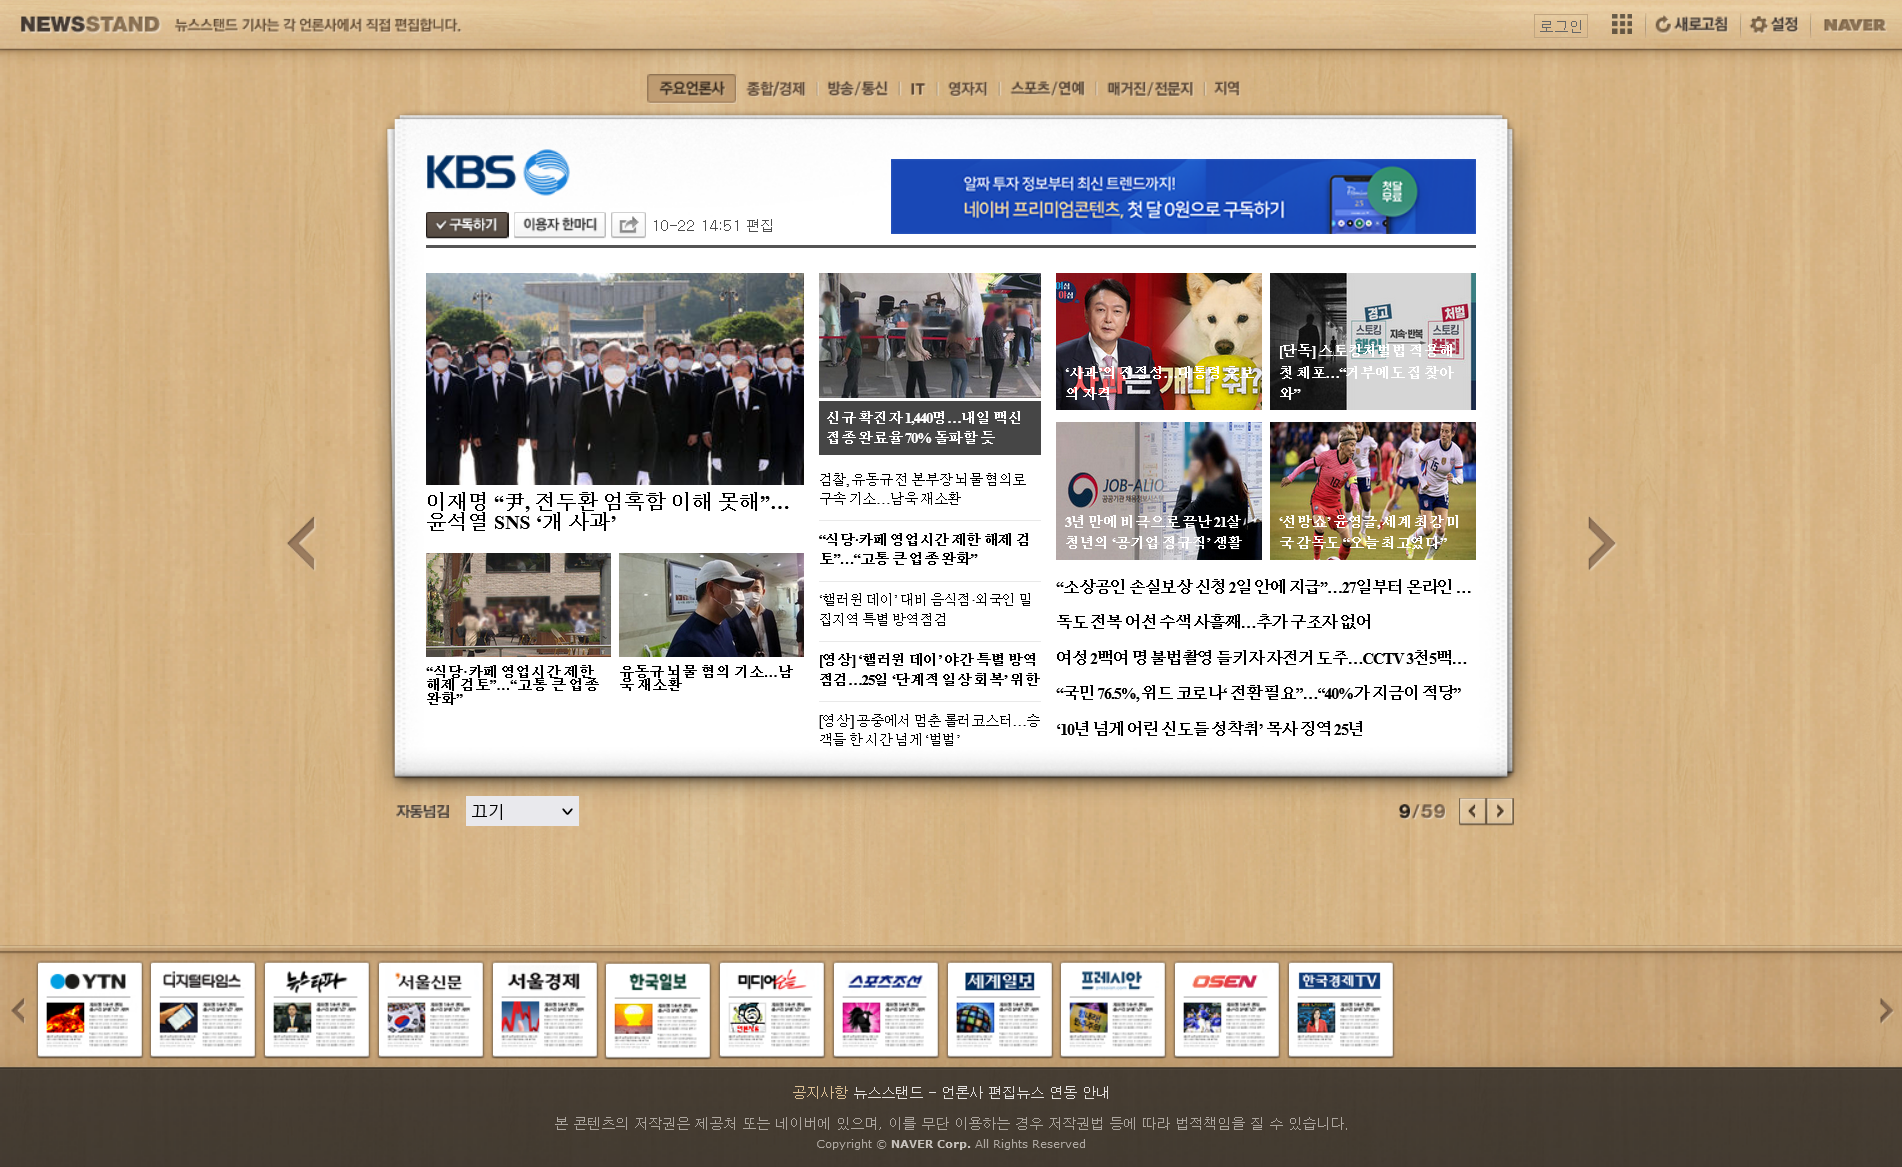 NEWSSTAND 뉴스스탠드 기사는 각 언론사에서 직접 편집합니다.
로그인 새로고침 설정 NAVER
주요언론사 종합/경제 방송/통신 IT 영자지 스포츠/연예 매거진/전문지 지역
KBS
구독하기 이용자 한마디 10-22 14:51 편집
알짜 투자 정보부터 최신 트렌드까지!
네이버 프리미엄콘텐츠, 첫 달 0원으로 구독하기
첫달
무료
이재명 “尹, 전두환 엄혹함 이해 못해”…
윤석열 SNS ‘개 사과’
“식당·카페 영업시간 제한
해제 검토”…“고통 큰 업종
완화”
유동규 뇌물 혐의 기소…남
욱 재소환
신규 확진자 1,440명…내일 백신
접종 완료율 70% 돌파할 듯
검찰, 유동규 전 본부장 뇌물 혐의로
구속 기소…남욱 재소환
“식당·카페 영업시간 제한 해제 검
토”…“고통 큰 업종 완화”
‘핼러윈 데이’ 대비 음식점·외국인 밀
집지역 특별 방역점검
[영상] ‘핼러윈 데이’ 야간 특별 방역
점검…25일 ‘단계적 일상 회복’ 위한
[영상] 공중에서 멈춘 롤러코스터…승
객들 한 시간 넘게 ‘벌벌’
‘사과’의 진정성…대통령 후보
의 자격
경고 처벌
스토킹 지속·반복 스토킹
[단독] 스토킹처벌법 적용해
첫 체포…“거부에도 집 찾아
와”
JOB-ALIO
공공기관 채용정보시스템
3년 만에 비극으로 끝난 21살
청년의 ‘공기업 정규직’ 생활
‘선방쇼’ 윤영글, 세계 최강 미
국 감독도 “오늘 최고였다”
“소상공인 손실보상 신청 2일 안에 지급”…27일부터 온라인 …
독도 전복 어선 수색 사흘째…추가 구조자 없어
여성 2백여 명 불법촬영 들키자 자전거 도주…CCTV 3천5백…
“국민 76.5%, 위드 코로나‘ 전환 필요”…“40%가 지금이 적당”
‘10년 넘게 어린 신도들 성착취’ 목사 징역 25년
자동넘김 끄기 9/59
YTN 디지털타임스 뉴스타파 서울신문 서울경제 한국일보 미디어오늘 스포츠조선 세계일보 프레시안 OSEN 한국경제TV
공지사항 뉴스스탠드 - 언론사 편집뉴스 연동 안내
본 콘텐츠의 저작권은 제공처 또는 네이버에 있으며, 이를 무단 이용하는 경우 저작권법 등에 따라 법적책임을 질 수 있습니다.
Copyright © NAVER Corp. All Rights Reserved